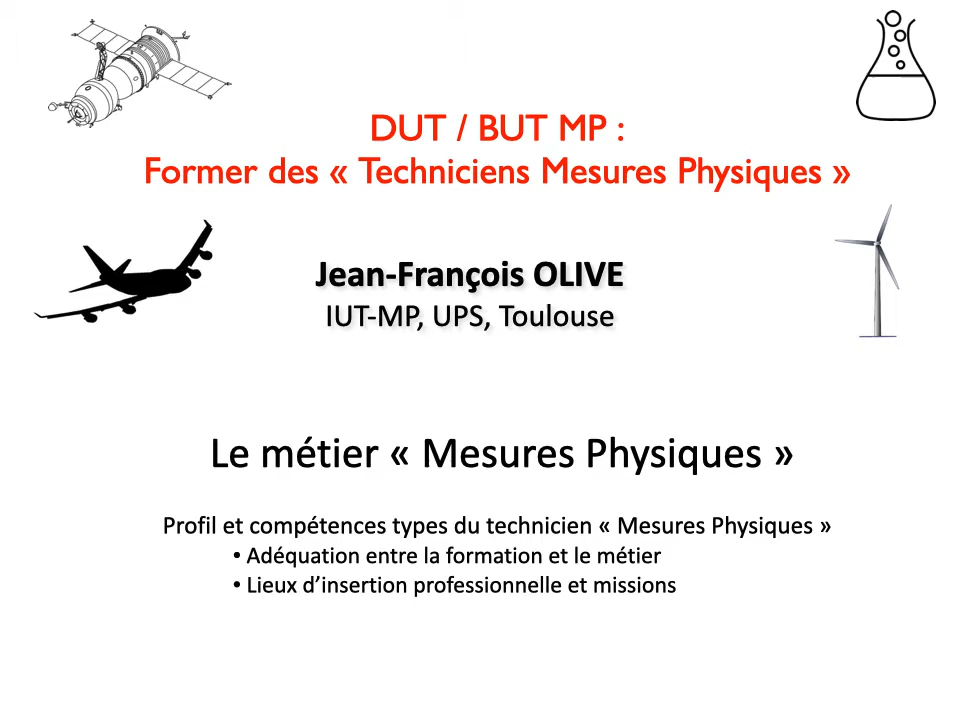 DUT / BUT MP :
Former des « Techniciens Mesures Physiques »
Jean-François OLIVE
IUT-MP, UPS, Toulouse
Le métier « Mesures Physiques »
Profil et compétences types du technicien « Mesures Physiques »
• Adéquation entre la formation et le métier
• Lieux d’insertion professionnelle et missions